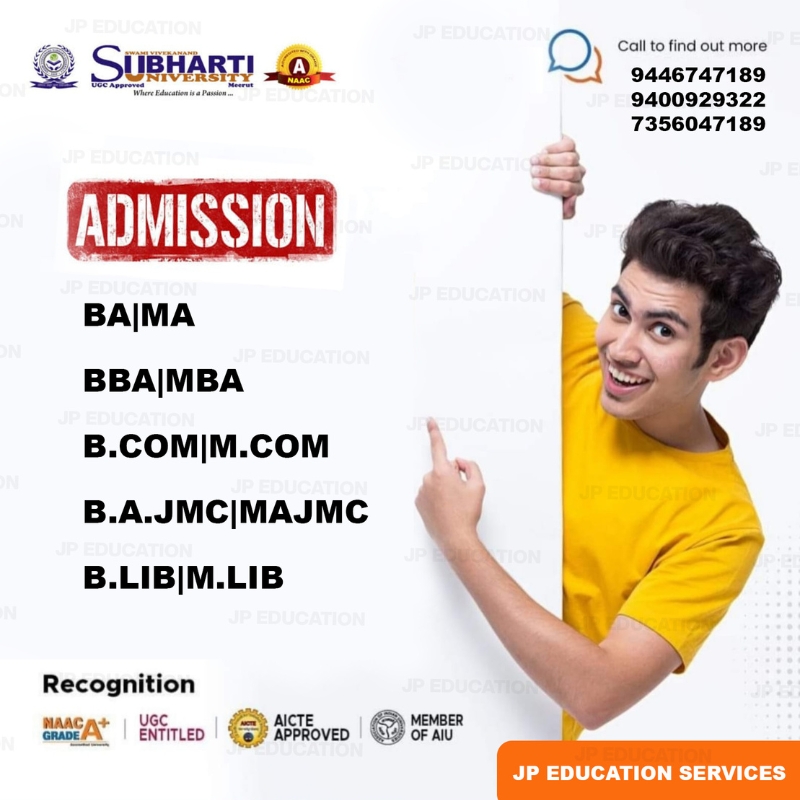 SWAMI VIVEKANAND
SUBHARTI
UNIVERSITY
UGC Approved Meerut
Where Education is a Passion ...
A
NAAC
Call to find out more
9446747189
9400929322
7356047189
ADMISSION
BA|MA
BBA|MBA
B.COM|M.COM
B.A.JMC|MAJMC
B.LIB|M.LIB
Recognition
NAAC
GRADE A+
UGC
ENTITLED
AICTE
APPROVED
MEMBER
OF AIU
JP EDUCATION SERVICES
JP EDUCATION